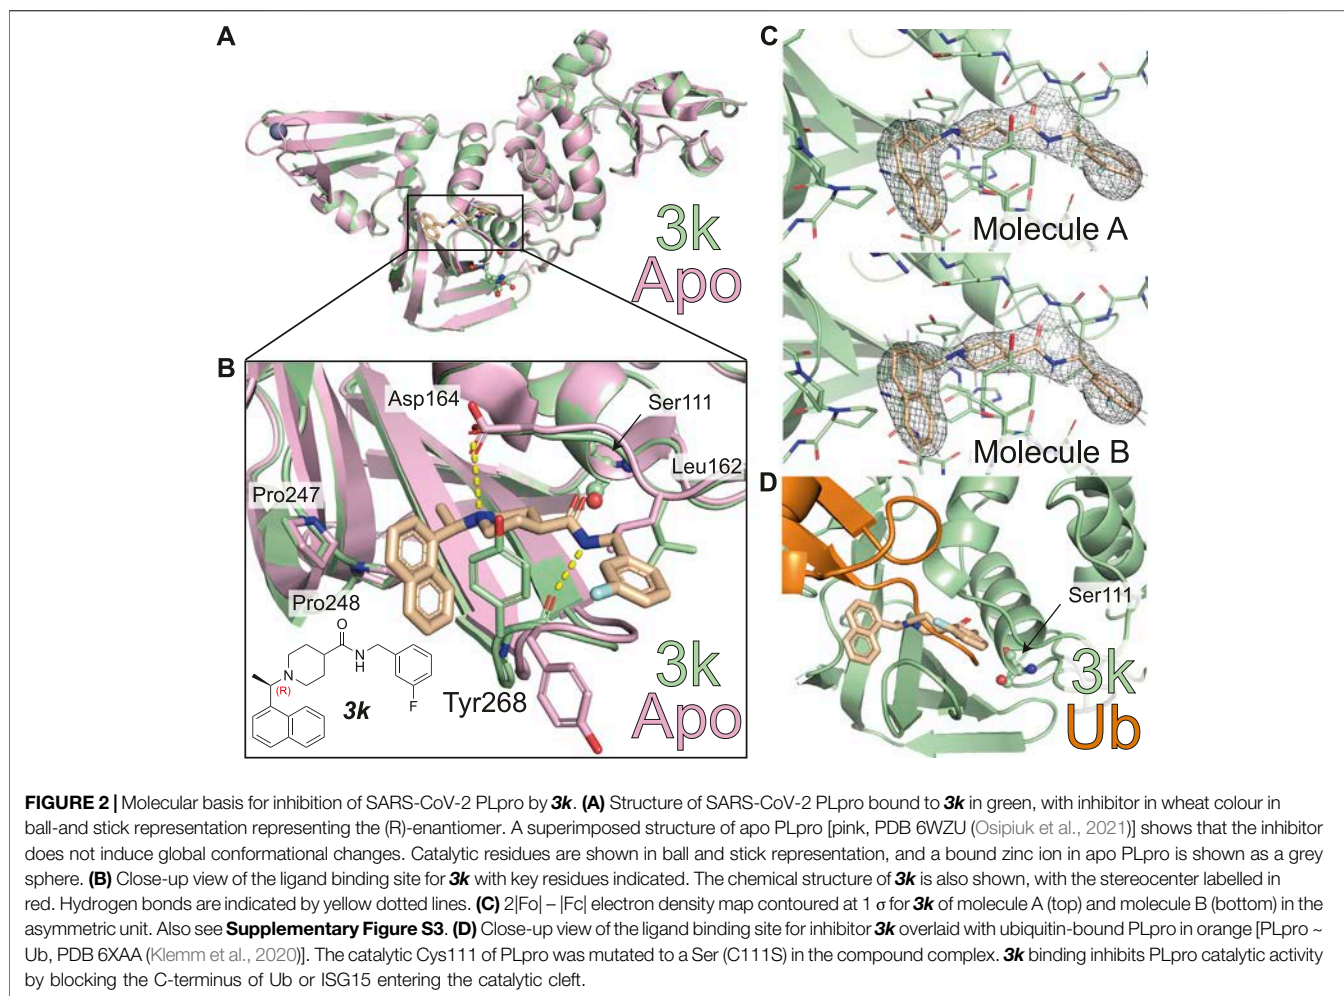 A
3k
Apo
B
Asp164
Ser111
Leu162
Pro247
Pro248
O
N
H
N
(R)
F
3k
Tyr268
3k
Apo
C
Molecule A
Molecule B
D
Ser111
3k
Ub
FIGURE 2 | Molecular basis for inhibition of SARS-CoV-2 PLpro by 3k. (A) Structure of SARS-CoV-2 PLpro bound to 3k in green, with inhibitor in wheat colour in
ball-and stick representation representing the (R)-enantiomer. A superimposed structure of apo PLpro [pink, PDB 6WZU (Osipiuk et al., 2021)] shows that the inhibitor
does not induce global conformational changes. Catalytic residues are shown in ball and stick representation, and a bound zinc ion in apo PLpro is shown as a grey
sphere. (B) Close-up view of the ligand binding site for 3k with key residues indicated. The chemical structure of 3k is also shown, with the stereocenter labelled in
red. Hydrogen bonds are indicated by yellow dotted lines. (C) 2|Fo| – |Fc| electron density map contoured at 1 σ for 3k of molecule A (top) and molecule B (bottom) in the
asymmetric unit. Also see Supplementary Figure S3. (D) Close-up view of the ligand binding site for inhibitor 3k overlaid with ubiquitin-bound PLpro in orange [PLpro ~
Ub, PDB 6XAA (Klemm et al., 2020)]. The catalytic Cys111 of PLpro was mutated to a Ser (C111S) in the compound complex. 3k binding inhibits PLpro catalytic activity
by blocking the C-terminus of Ub or ISG15 entering the catalytic cleft.